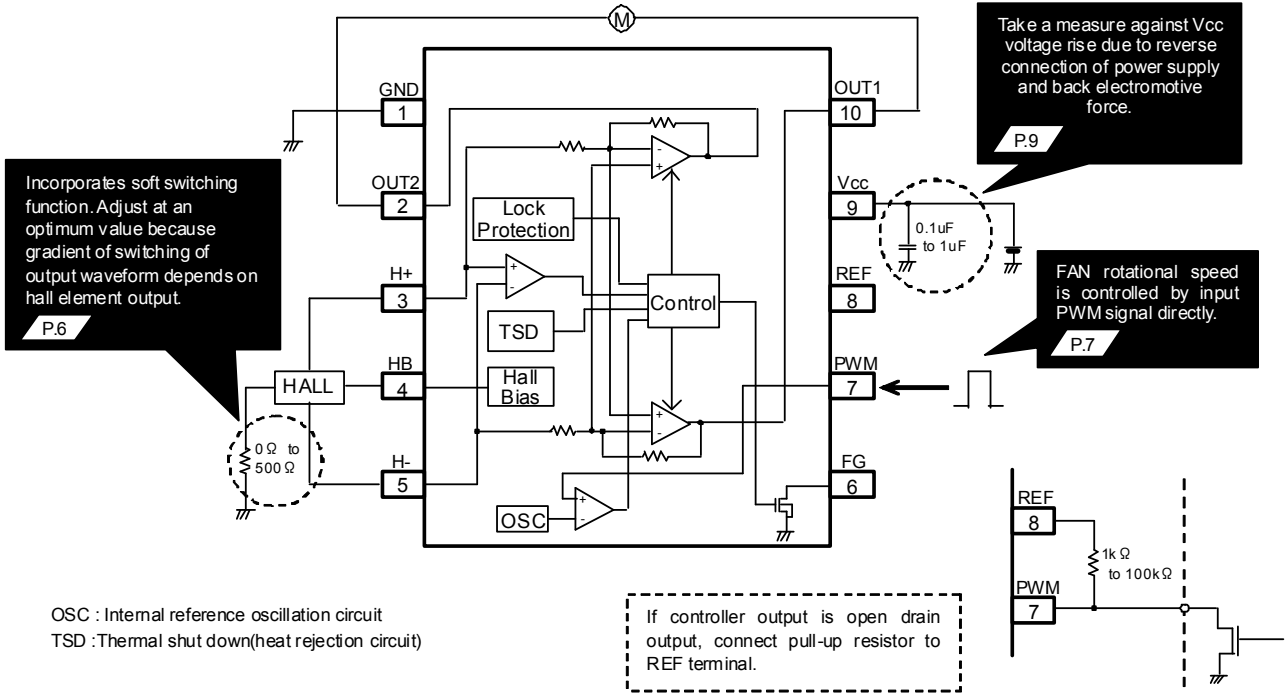 M
Take a measure against Vcc
voltage rise due to reverse
connection of power supply
and back electromotive
force.
P.9
GND
1
OUT1
10
Incorporates soft switching
function. Adjust at an
optimum value because
gradient of switching of
output waveform depends on
hall element output.
P.6
OUT2
2
Lock
Protection
-
+
Vcc
9
0.1uF
to 1uF
H+
3
+
-
Control
REF
8
FAN rotational speed
is controlled by input
PWM signal directly.
P.7
TSD
HALL
HB
4
Hall
Bias
PWM
7
0Ω to
500Ω
H-
5
+
-
FG
6
OSC
+
-
REF
8
1kΩ
to 100kΩ
PWM
7
OSC : Internal reference oscillation circuit
TSD : Thermal shut down(heat rejection circuit)
If controller output is open drain
output, connect pull-up resistor to
REF terminal.